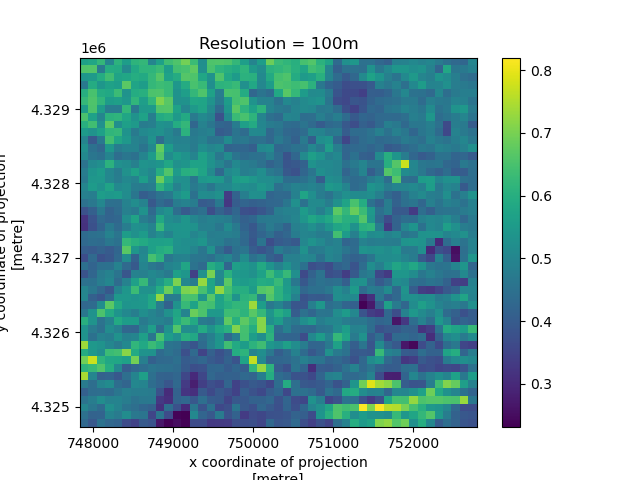 Resolution = 100m
1e6
4.329
4.328
4.327
4.326
4.325
y coordinate of projection
[metre]
748000 749000 750000 751000 752000
x coordinate of projection
[metre]
0.8
0.7
0.6
0.5
0.4
0.3